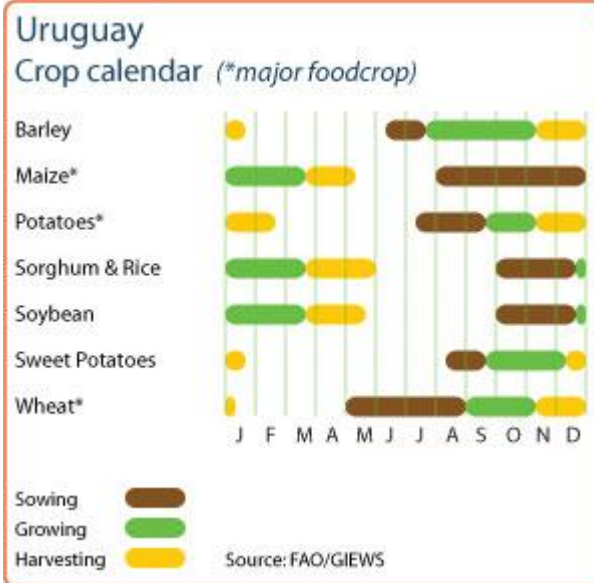 Uruguay
Crop calendar (*major foodcrop)
Barley
Maize*
Potatoes*
Sorghum & Rice
Soybean
Sweet Potatoes
Wheat*
J F M A M J J A S O N D
Sowing
Growing
Harvesting
Source: FAO/GIEWS